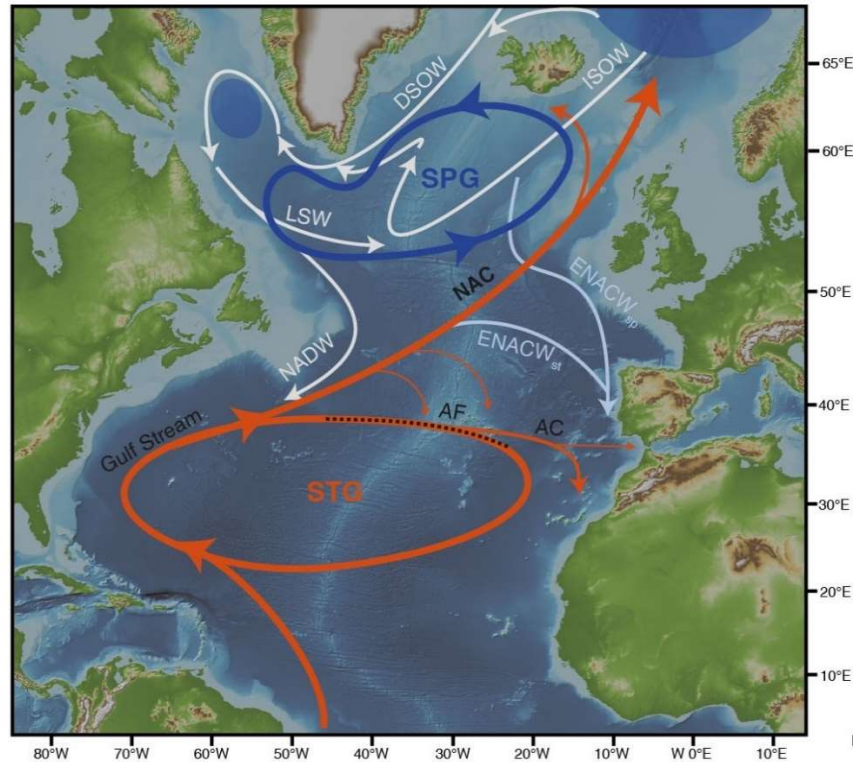 DSOW
ISOW
65°E
SPG
60°E
LSW
NAC
ENACWsp
50°E
NADW
ENACWst
Gulf Stream
AF
AC
40°E
STG
30°E
20°E
10°E
80°W 70°W 60°W 50°W 40°W 30°W 20°W 10°W W 0°E 10°E